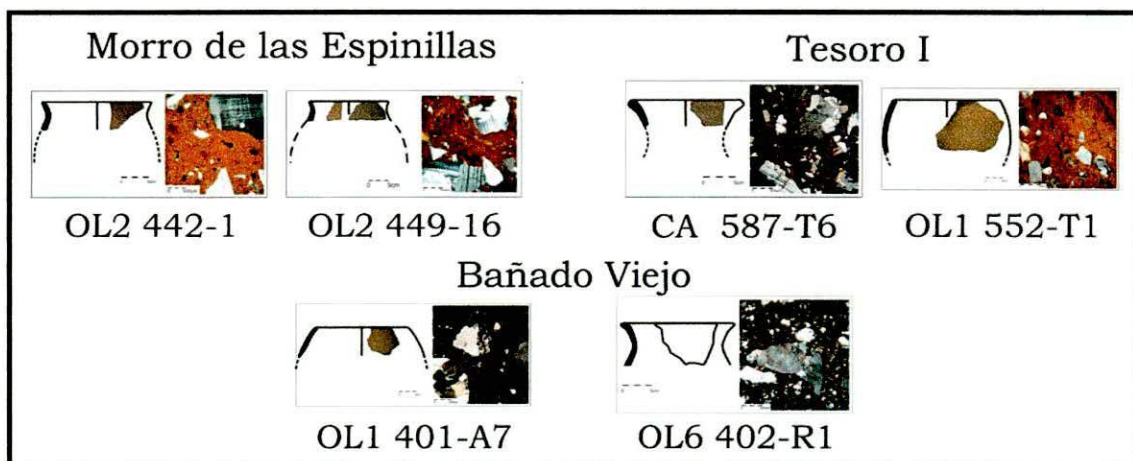 Morro de las Espinillas
Tesoro I
OL2 442-1
OL2 449-16
CA 587-T6
OL1 552-T1
Bañado Viejo
OL1 401-A7
OL6 402-R1